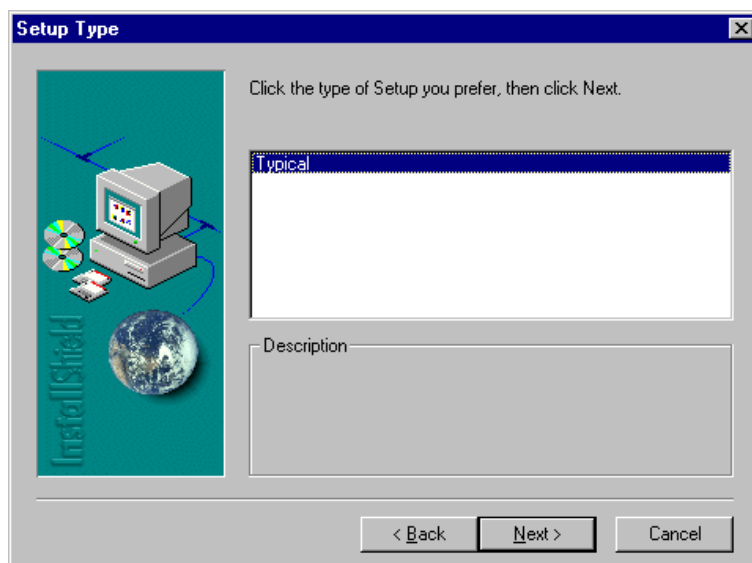 Setup Type
Click the type of Setup you prefer, then click Next.
Typical
Description
InstallShield
< Back
Next >
Cancel